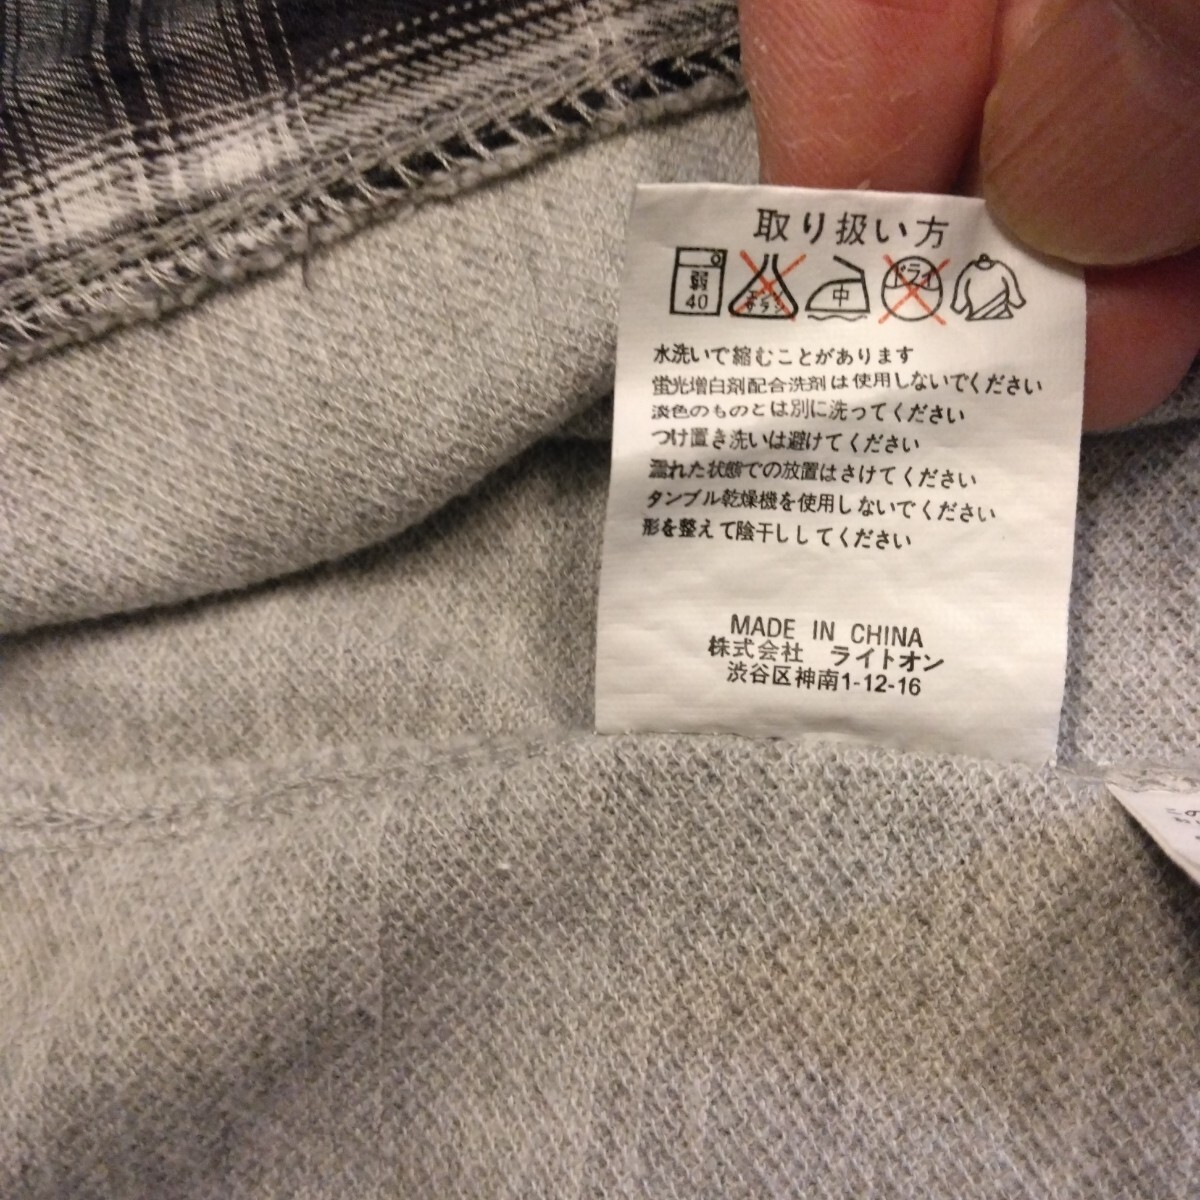 取り扱い方
弱 40 エンソサラシ 中 ドライ
水洗いで縮むことがあります
蛍光増白剤配合洗剤は使用しないでください
淡色のものとは別に洗ってください
つけ置き洗いは避けてください
濡れた状態での放置はさけてください
タンブル乾燥機を使用しないでください
形を整えて陰干ししてください
MADE IN CHINA
株式会社 ライトオン
渋谷区神南1-12-16